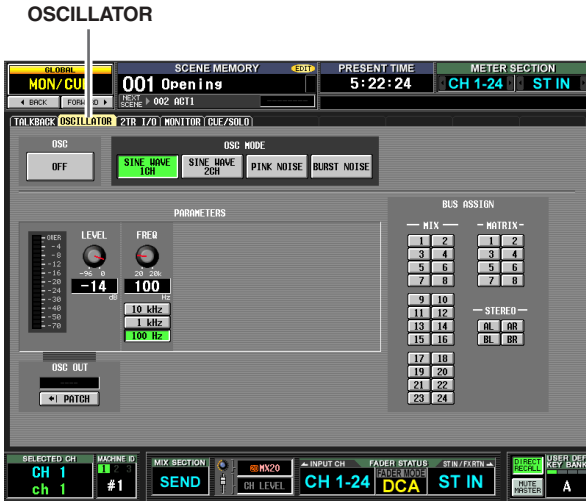 OSCILLATOR
GLOBAL
MON/CUE
BACK FORWARD
SCENE MEMORY EDIT
001 Opening
NEXT SCENE 002 ACT1
PRESENT TIME
5:22:24
METER SECTION
CH 1-24 ST IN
TALKBACK OSCILLATOR 2TR I/O MONITOR CUE/SOLO
OSC
OFF
OSC MODE
SINE WAVE 1CH SINE WAVE 2CH PINK NOISE BURST NOISE
PARAMETERS
OVER
-4
-8
-12
-16
-20
-24
-30
-40
-50
-70
LEVEL
-96 0
-14
dB
FREQ
20 20k
100
Hz
10 kHz
1 kHz
100 Hz
OSC OUT
----
PATCH
BUS ASSIGN
MIX
1 2
3 4
5 6
7 8
9 10
11 12
13 14
15 16
17 18
19 20
21 22
23 24
MATRIX
1 2
3 4
5 6
7 8
STEREO
AL AR
BL BR
SELECTED CH
CH 1
ch 1
MACHINE ID
1 2 3
#1
MIX SECTION
SEND
MX20
CH LEVEL
INPUT CH FADER STATUS ST IN/FX RTN
CH 1-24
FADER MODE
DCA
ST IN
DIRECT RECALL
MUTE MASTER
USER DEF
KEY BANK
A